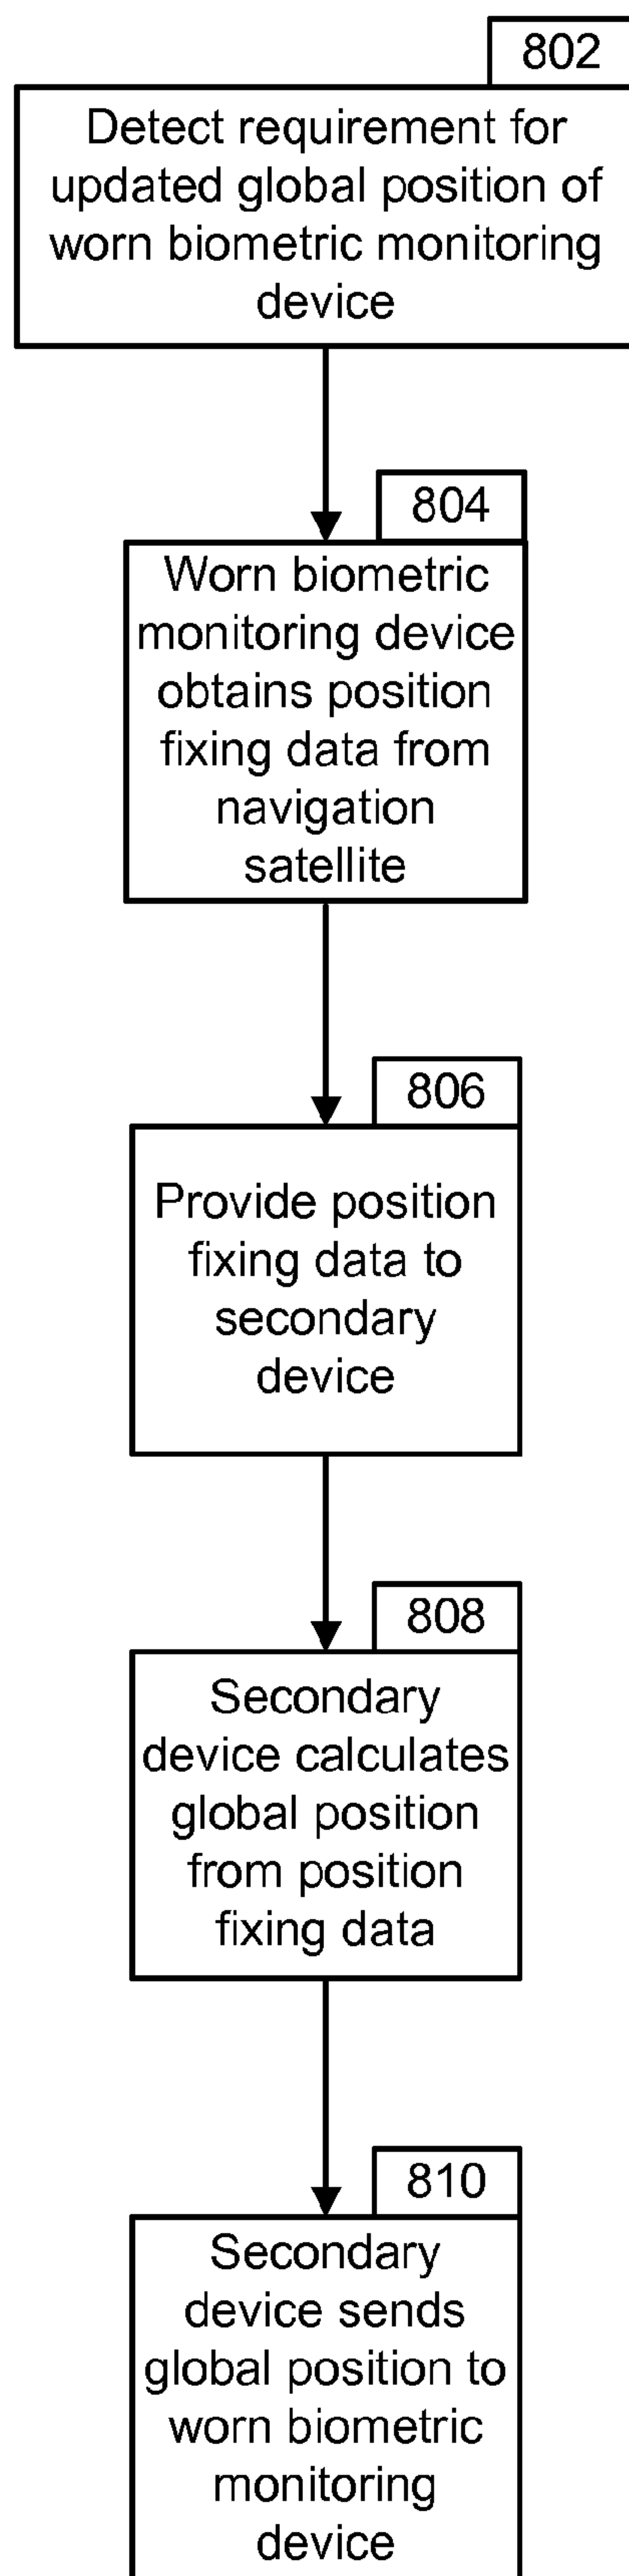 802
Detect requirement for
updated global position of
worn biometric monitoring
device
804
Worn biometric
monitoring device
obtains position
fixing data from
navigation
satellite
806
Provide position
fixing data to
secondary
device
808
Secondary
device calculates
global position
from position
fixing data
810
Secondary
device sends
global position to
worn biometric
monitoring
device